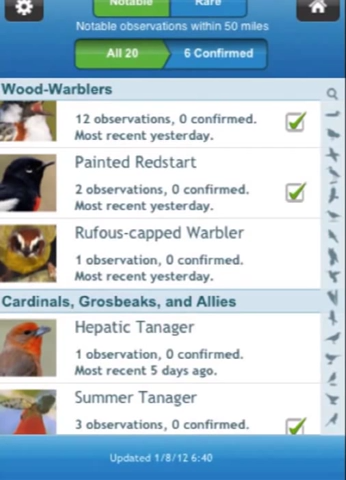 Notable Rare
Notable observations within 50 miles
All 20 6 Confirmed
Wood-Warblers
12 observations, 0 confirmed.
Most recent yesterday.
Painted Redstart
2 observations, 0 confirmed.
Most recent yesterday.
Rufous-capped Warbler
1 observation, 0 confirmed.
Most recent yesterday.
Cardinals, Grosbeaks, and Allies
Hepatic Tanager
1 observation, 0 confirmed.
Most recent 5 days ago.
Summer Tanager
3 observations, 0 confirmed.
Updated 1/8/12 6:40